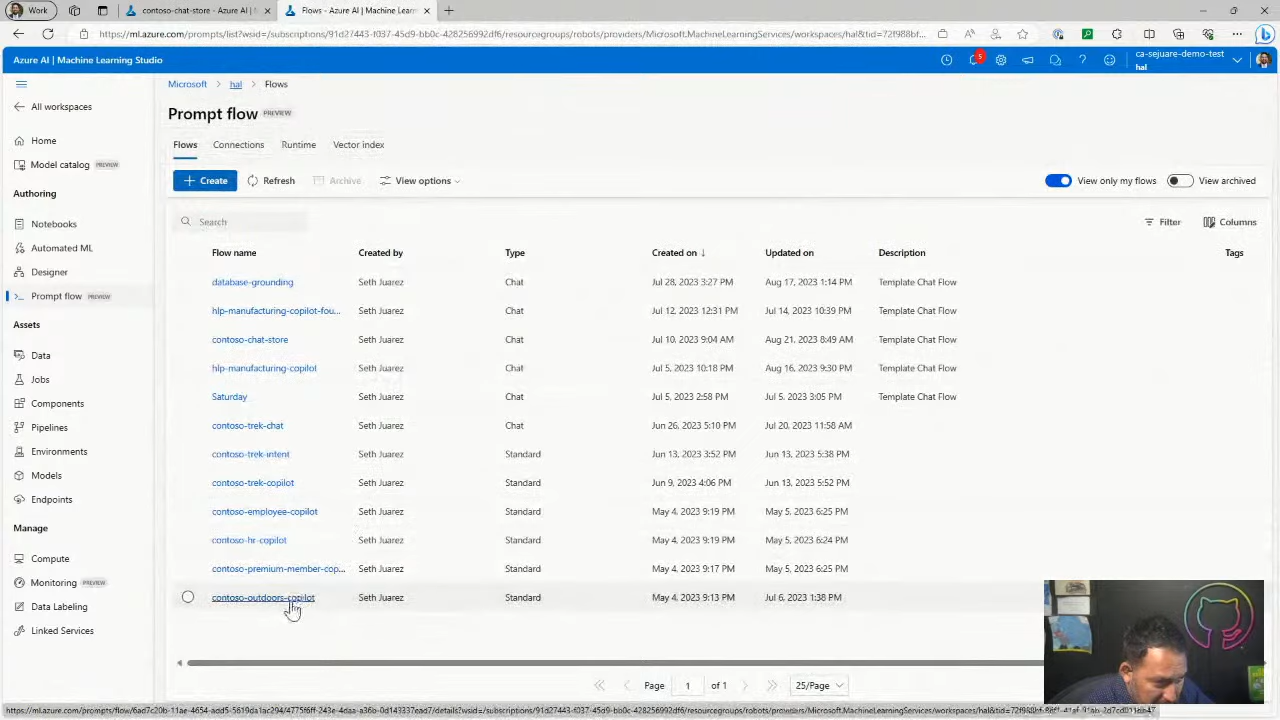 Work
contoso-chat-store - Azure AI |
Flows - Azure AI | Machine Lear
https://ml.azure.com/prompts/list?wsid=/subscriptions/91d27443-f037-45d9-bb0c-428256992df6/resourcegroups/robots/providers/Microsoft.MachineLearningServices/workspaces/hal&tid=72f988bf...
Azure AI | Machine Learning Studio
5
ca-sejuare-demo-test
hal
Microsoft > hal > Flows
All workspaces
Prompt flow PREVIEW
Home
Model catalog PREVIEW
Authoring
Notebooks
Automated ML
Designer
Prompt flow PREVIEW
Assets
Data
Jobs
Components
Pipelines
Environments
Models
Endpoints
Manage
Compute
Monitoring PREVIEW
Data Labeling
Linked Services
Flows Connections Runtime Vector index
Create Refresh Archive View options View only my flows View archived
Search Filter Columns
Flow name Created by Type Created on ↓ Updated on Description Tags
database-grounding Seth Juarez Chat Jul 28, 2023 3:27 PM Aug 17, 2023 1:14 PM Template Chat Flow
hlp-manufacturing-copilot-fou... Seth Juarez Chat Jul 12, 2023 12:31 PM Jul 14, 2023 10:39 PM Template Chat Flow
contoso-chat-store Seth Juarez Chat Jul 10, 2023 9:04 AM Aug 21, 2023 8:49 AM Template Chat Flow
hlp-manufacturing-copilot Seth Juarez Chat Jul 5, 2023 10:18 PM Aug 16, 2023 9:30 PM Template Chat Flow
Saturday Seth Juarez Chat Jul 5, 2023 2:58 PM Jul 5, 2023 3:05 PM Template Chat Flow
contoso-trek-chat Seth Juarez Chat Jun 26, 2023 5:10 PM Jul 20, 2023 11:58 AM
contoso-trek-intent Seth Juarez Standard Jun 13, 2023 3:52 PM Jun 13, 2023 5:38 PM
contoso-trek-copilot Seth Juarez Standard Jun 9, 2023 4:06 PM Jun 13, 2023 5:52 PM
contoso-employee-copilot Seth Juarez Standard May 4, 2023 9:19 PM May 5, 2023 6:25 PM
contoso-hr-copilot Seth Juarez Standard May 4, 2023 9:19 PM May 5, 2023 6:24 PM
contoso-premium-member-cop... Seth Juarez Standard May 4, 2023 9:17 PM May 5, 2023 6:25 PM
contoso-outdoors-copilot Seth Juarez Standard May 4, 2023 9:13 PM Jul 6, 2023 1:38 PM
Page 1 of 1 25/Page